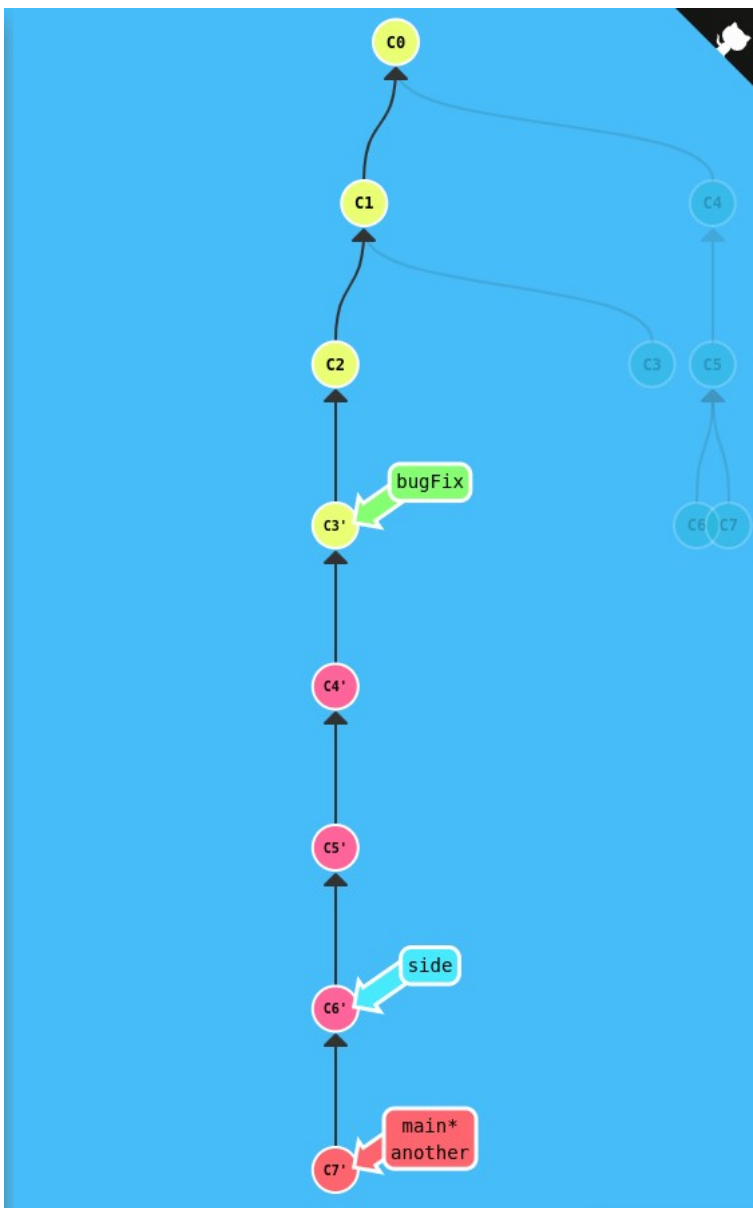 C0
C1
C4
C2
C3
C5
bugFix
C3'
C6
C7
C4'
C5'
side
C6'
main*
another
C7'